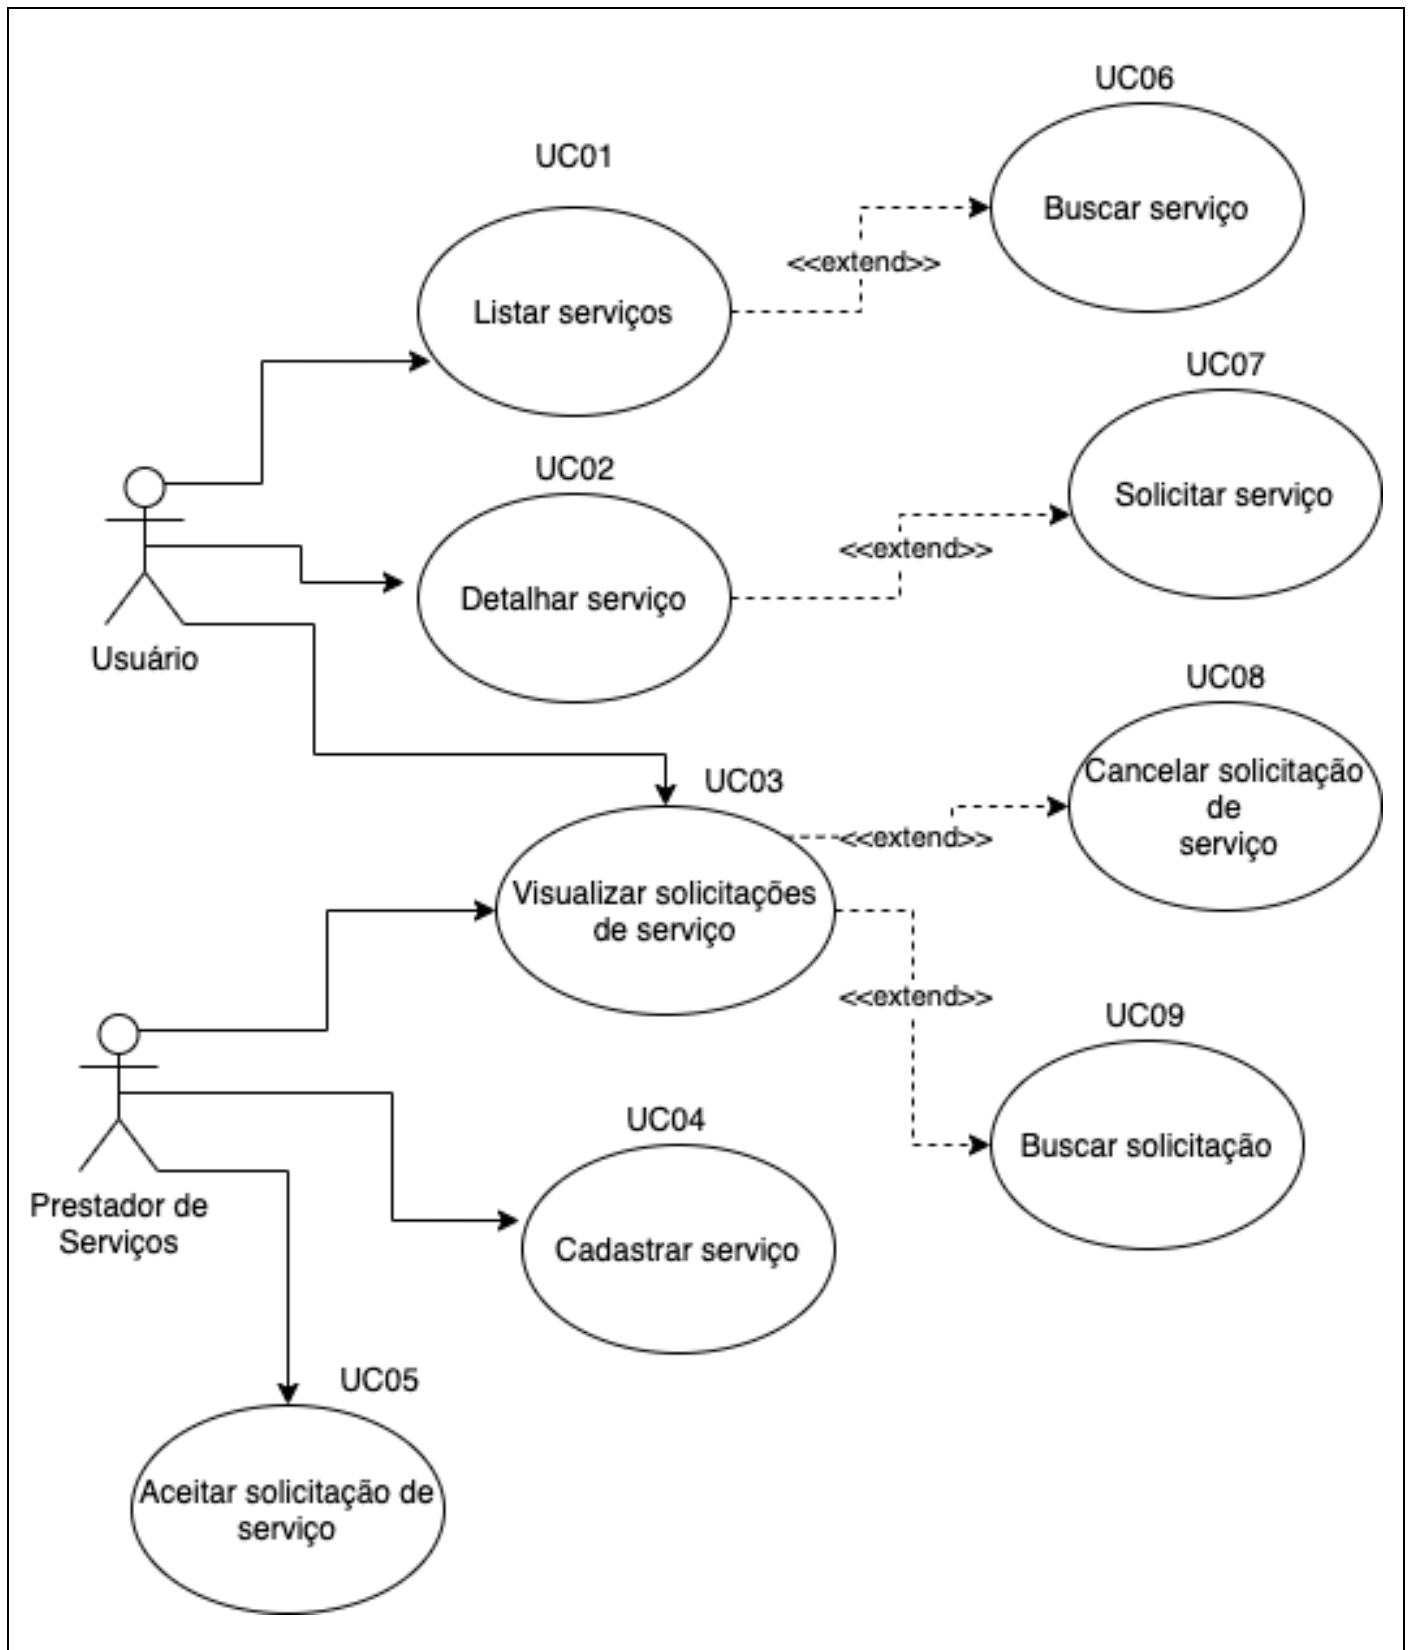 UC06
Buscar serviço
UC01
<<extend>>
Listar serviços
UC07
Solicitar serviço
UC02
<<extend>>
Detalhar serviço
Usuário
UC08
Cancelar solicitação
de
serviço
UC03
<<extend>>
Visualizar solicitações
de serviço
<<extend>>
UC09
Buscar solicitação
UC04
Cadastrar serviço
Prestador de
Serviços
UC05
Aceitar solicitação de
serviço